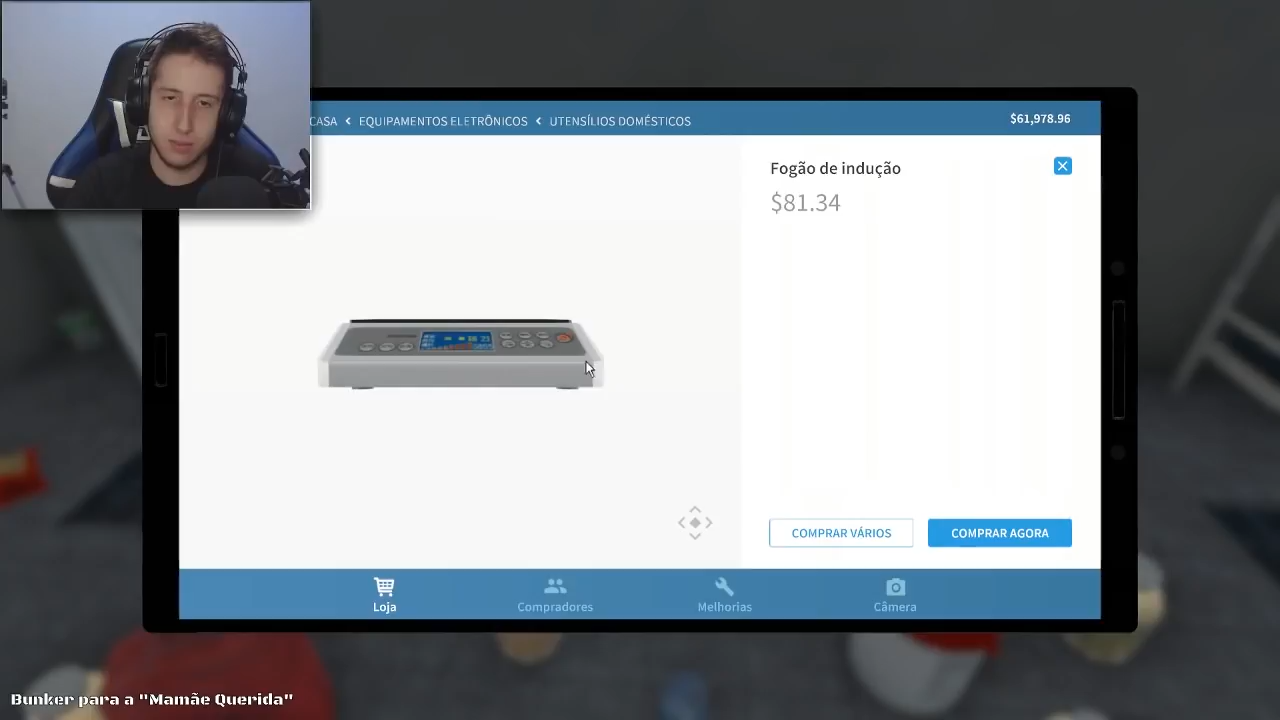 CASA < EQUIPAMENTOS ELETRÔNICOS < UTENSÍLIOS DOMÉSTICOS
$61,978.96
Fogão de indução
$81.34
COMPRAR VÁRIOS
COMPRAR AGORA
Loja
Compradores
Melhorias
Câmera
Bunker para a "Mamãe Querida"